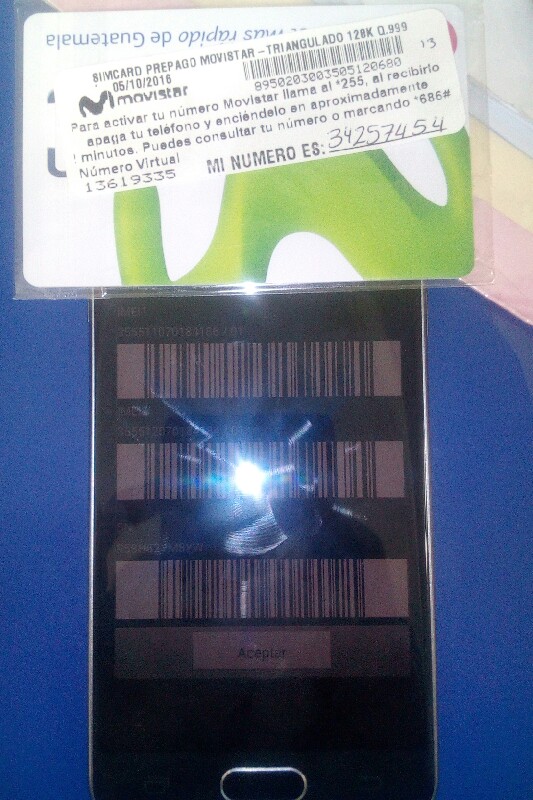 más rápido de Guatemala
SIMCARD PREPAGO MOVISTAR - TRIANGULADO 128K 0.999
05/10/2016
8950203003505120680
13
movistar
Para activar tu número Movistar llama al *255, al recibirlo
apaga tu teléfono y enciéndelo en aproximadamente
minutos. Puedes consultar tu número o marcando *686#
Número Virtual
13619335
MI NUMERO ES: 34257454
IMEI
Aceptar